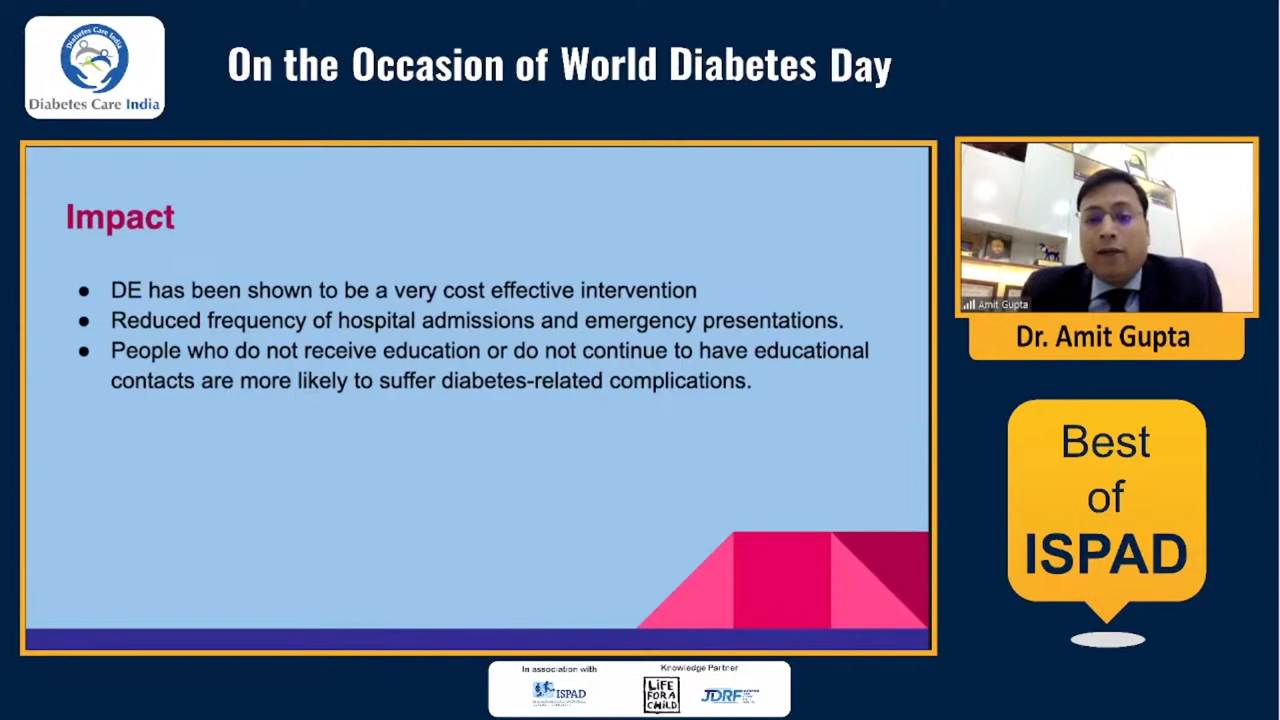 Diabetes Care India
Diabetes Care India
On the Occasion of World Diabetes Day
Impact
● DE has been shown to be a very cost effective intervention
● Reduced frequency of hospital admissions and emergency presentations.
● People who do not receive education or do not continue to have educational
contacts are more likely to suffer diabetes-related complications.
Amit Gupta
Dr. Amit Gupta
Best
of
ISPAD
In association with
ISPAD
Knowledge Partner
LiFE
FOR A
CHiLD
JDRF